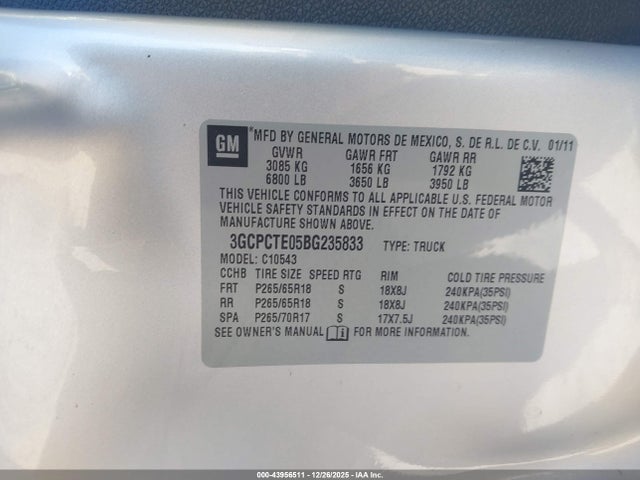 GM
*MFD BY GENERAL MOTORS DE MEXICO, S. DE R.L. DE C.V. 01/11
GVWR GAWR FRT GAWR RR
3085 KG 1656 KG 1792 KG
6800 LB 3650 LB 3950 LB
THIS VEHICLE CONFORMS TO ALL APPLICABLE U.S. FEDERAL MOTOR
VEHICLE SAFETY STANDARDS IN EFFECT ON THE DATE OF
MANUFACTURE SHOWN ABOVE.
3GCPCTE05BG235833 TYPE: TRUCK
MODEL: C10543
CCHB TIRE SIZE SPEED RTG RIM COLD TIRE PRESSURE
FRT P265/65R18 S 18X8J 240KPA(35PSI)
RR P265/65R18 S 18X8J 240KPA(35PSI)
SPA P265/70R17 S 17X7.5J 240KPA(35PSI)
SEE OWNER'S MANUAL FOR MORE INFORMATION.
000-43956511 - 12/26/2025 - IAA Inc.